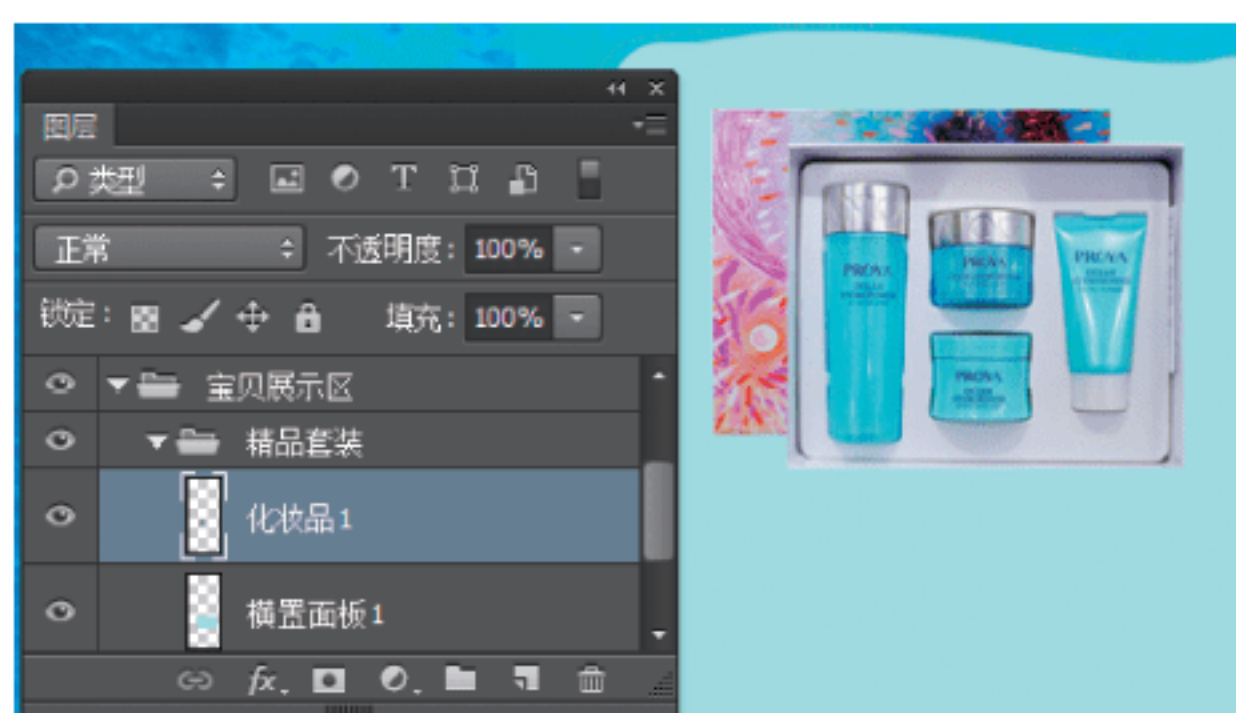 图层
类型
正常
不透明度: 100%
锁定:
填充: 100%
宝贝展示区
精品套装
化妆品1
横置面板1
fx.
PROYA
PROYA
PROYA
PROYA